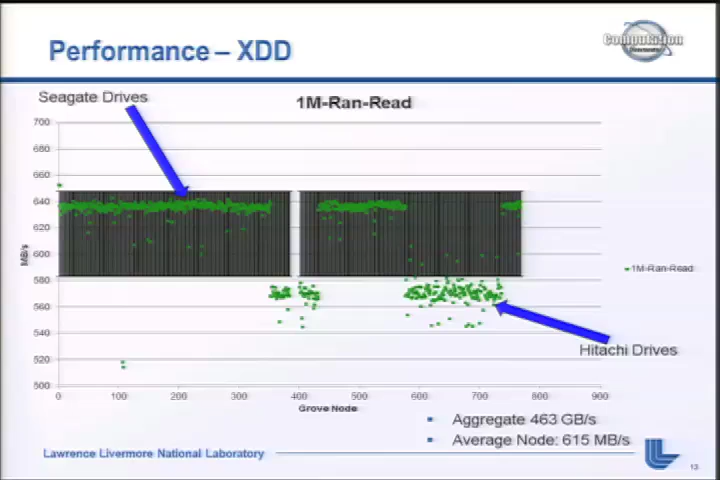 Performance – XDD
Computation
Seagate Drives
1M-Ran-Read
700
680
660
640
620
600
580
560
540
520
500
MB/s
0 100 200 300 400 500 600 700 800 900
Grove Node
1M-Ran-Read
Hitachi Drives
Aggregate 463 GB/s
Average Node: 615 MB/s
Lawrence Livermore National Laboratory
13